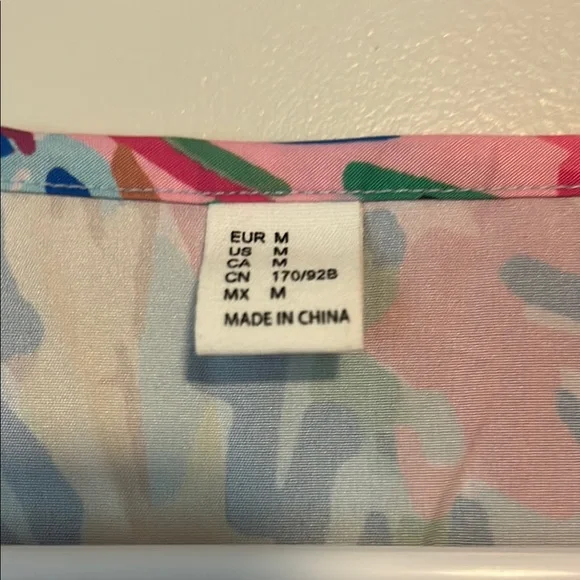 EUR M
US M
CA M
CN 170/92B
MX M
MADE IN CHINA